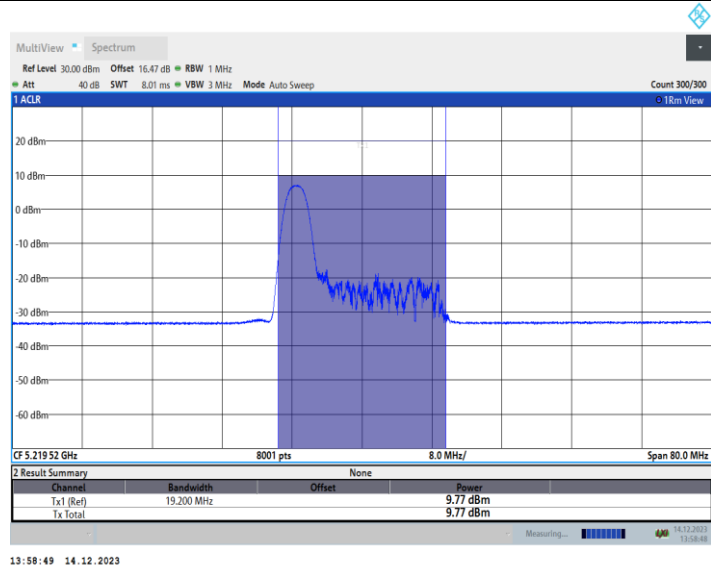 MultiView Spectrum
Ref Level 30.00 dBm Offset 16.47 dB RBW 1 MHz
Att 40 dB SWT 8.01 ms VBW 3 MHz Mode Auto Sweep Count 300/300
1 ACLR 1Rm View
20 dBm
10 dBm
0 dBm
-10 dBm
-20 dBm
-30 dBm
-40 dBm
-50 dBm
-60 dBm
CF 5.219 52 GHz 8001 pts 8.0 MHz/ Span 80.0 MHz
2 Result Summary None
Channel Bandwidth Offset Power
Tx1 (Ref) 19.200 MHz 9.77 dBm
Tx Total 9.77 dBm
Measuring... 14.12.2023
13:58:48
13:58:49 14.12.2023